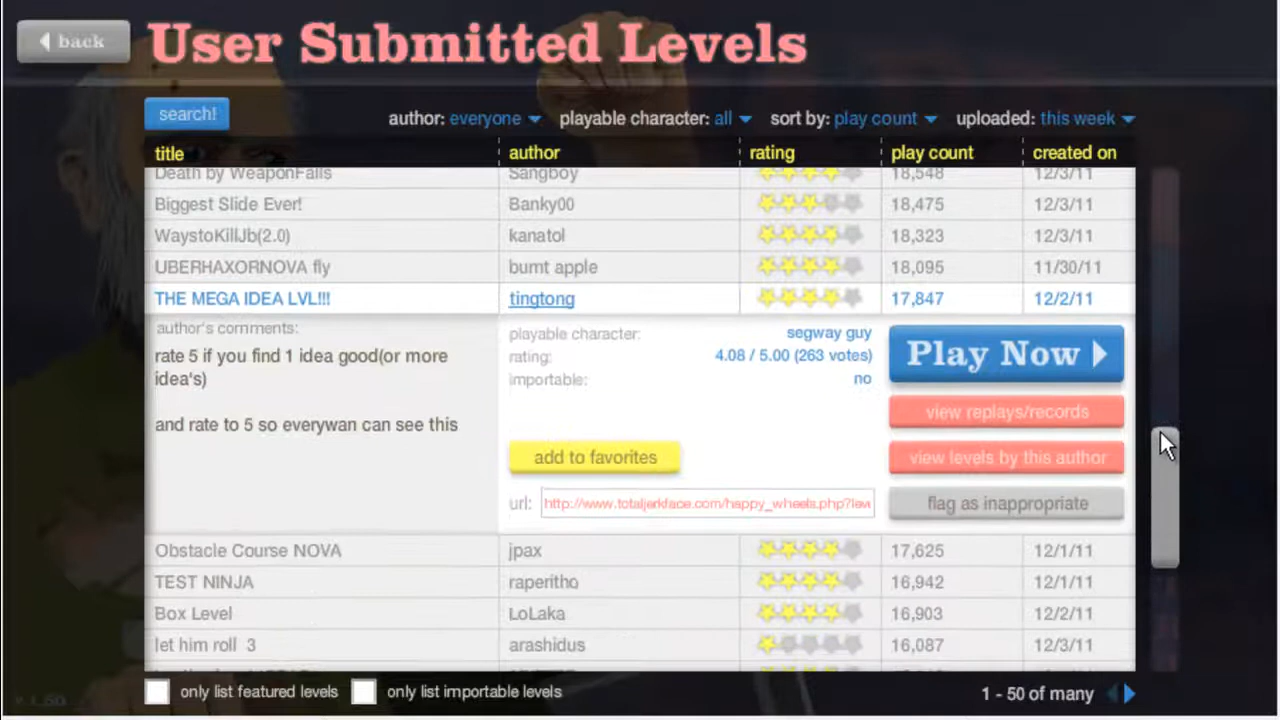 back
User Submitted Levels
search!
author: everyone playable character: all sort by: play count uploaded: this week
title author rating play count created on
Death by WeaponFalls Sangboy 18,548 12/3/11
Biggest Slide Ever! Banky00 18,475 12/3/11
WaystoKillJb(2.0) kanatol 18,323 12/3/11
UBERHAXORNOVA fly burnt apple 18,095 11/30/11
THE MEGA IDEA LVL!!! tingtong 17,847 12/2/11
author's comments:
rate 5 if you find 1 idea good(or more
idea's)
and rate to 5 so everywan can see this
playable character: segway guy
rating: 4.08 / 5.00 (263 votes)
importable: no
add to favorites
url: http://www.totaljerkface.com/happy_wheels.php?lev
Play Now
view replays/records
view levels by this author
flag as inappropriate
Obstacle Course NOVA jpax 17,625 12/1/11
TEST NINJA raperitho 16,942 12/1/11
Box Level LoLaka 16,903 12/2/11
let him roll 3 arashidus 16,087 12/3/11
only list featured levels only list importable levels 1 - 50 of many
v 1.50